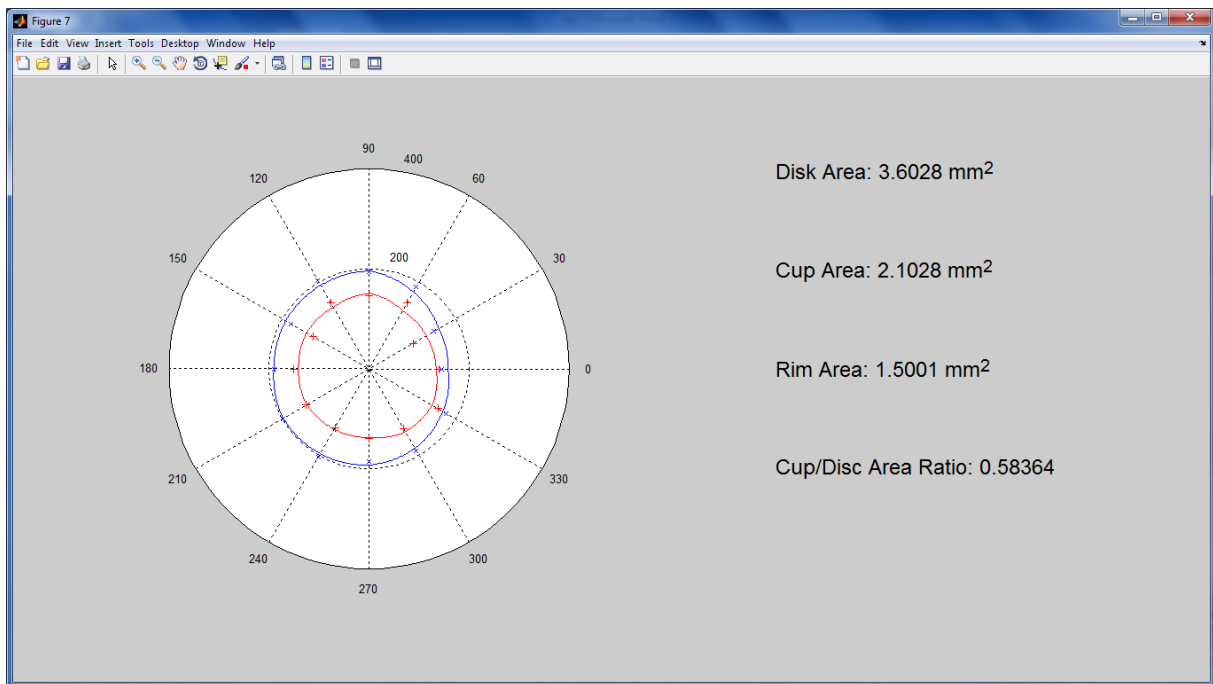 Figure 7
File Edit View Insert Tools Desktop Window Help
90
400
120
60
Disk Area: 3.6028 mm²
150
200
30
Cup Area: 2.1028 mm²
180
0
Rim Area: 1.5001 mm²
210
330
Cup/Disc Area Ratio: 0.58364
240
300
270